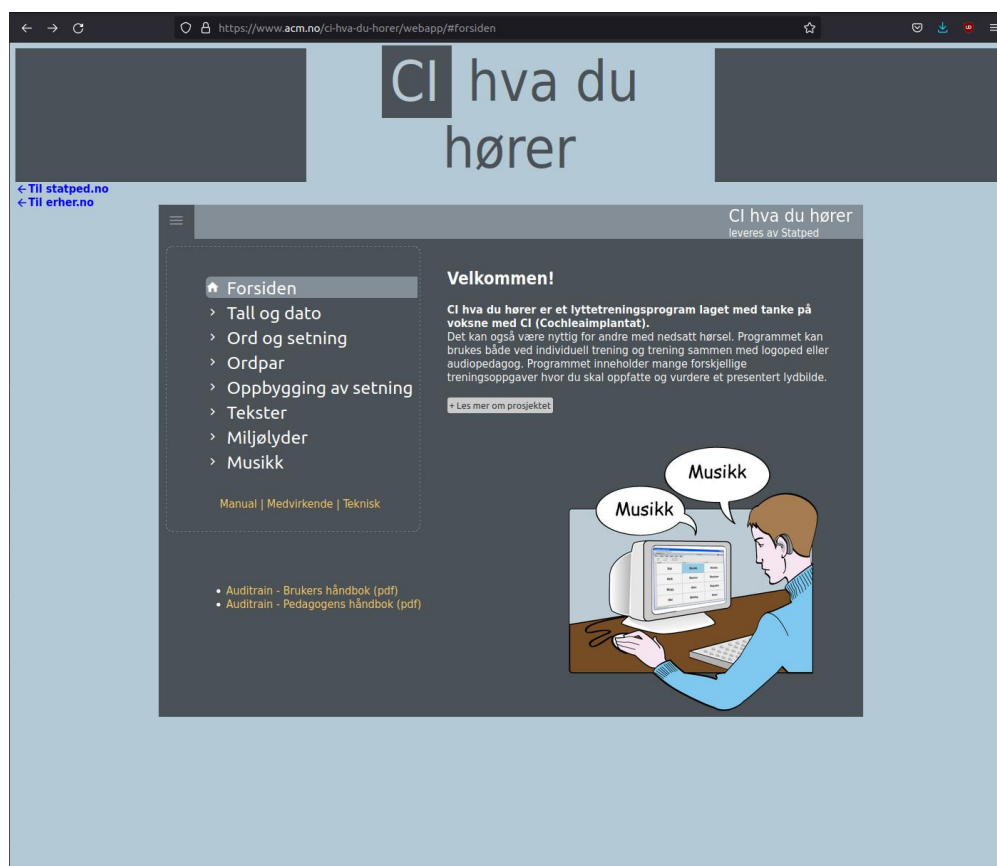 https://www.acm.no/ci-hva-du-horer/webapp/#forsiden
CI hva du
hører
←Til statped.no
←Til erher.no
CI hva du hører
leveres av Statped
Forsiden
Tall og dato
Ord og setning
Ordpar
Oppbygging av setning
Tekster
Miljølyder
Musikk
Manual | Medvirkende | Teknisk
• Auditrain - Brukers håndbok (pdf)
• Auditrain - Pedagogens håndbok (pdf)
Velkommen!
CI hva du hører er et lyttetreningsprogram laget med tanke på
voksne med CI (Cochleaimplantat).
Det kan også være nyttig for andre med nedsatt hørsel. Programmet kan
brukes både ved individuell trening og trening sammen med logoped eller
audiopedagog. Programmet inneholder mange forskjellige
treningsoppgaver hvor du skal oppfatte og vurdere et presentert lydbilde.
+ Les mer om prosjektet
Musikk
Musikk